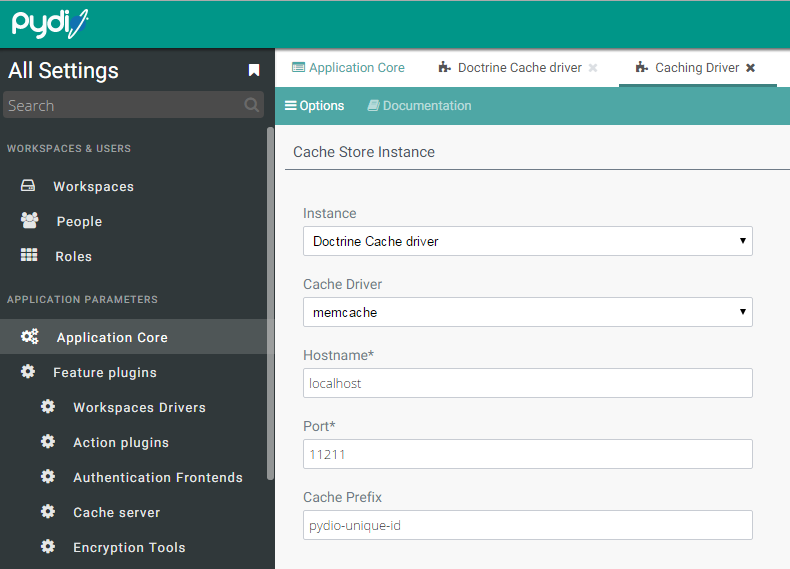 pydio
All Settings
Search
WORKSPACES & USERS
Workspaces
People
Roles
APPLICATION PARAMETERS
Application Core
Feature plugins
Workspaces Drivers
Action plugins
Authentication Frontends
Cache server
Encryption Tools
Application Core
Doctrine Cache driver
Caching Driver
Options
Documentation
Cache Store Instance
Instance
Doctrine Cache driver
Cache Driver
memcache
Hostname*
localhost
Port*
11211
Cache Prefix
pydio-unique-id